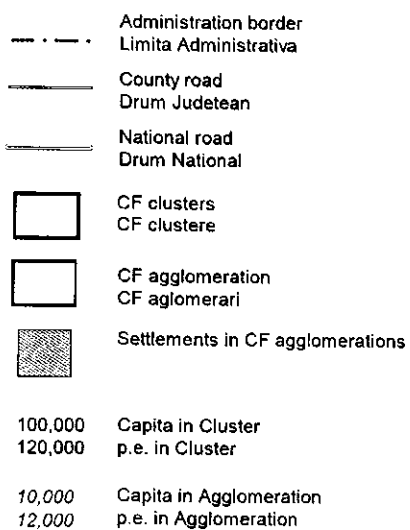 Administration border
Limita Administrativa
County road
Drum Judetean
National road
Drum National
CF clusters
CF clustere
CF agglomeration
CF aglomerari
Settlements in CF agglomerations
100,000 Capita in Cluster
120,000 p.e. in Cluster
10,000 Capita in Agglomeration
12,000 p.e. in Agglomeration